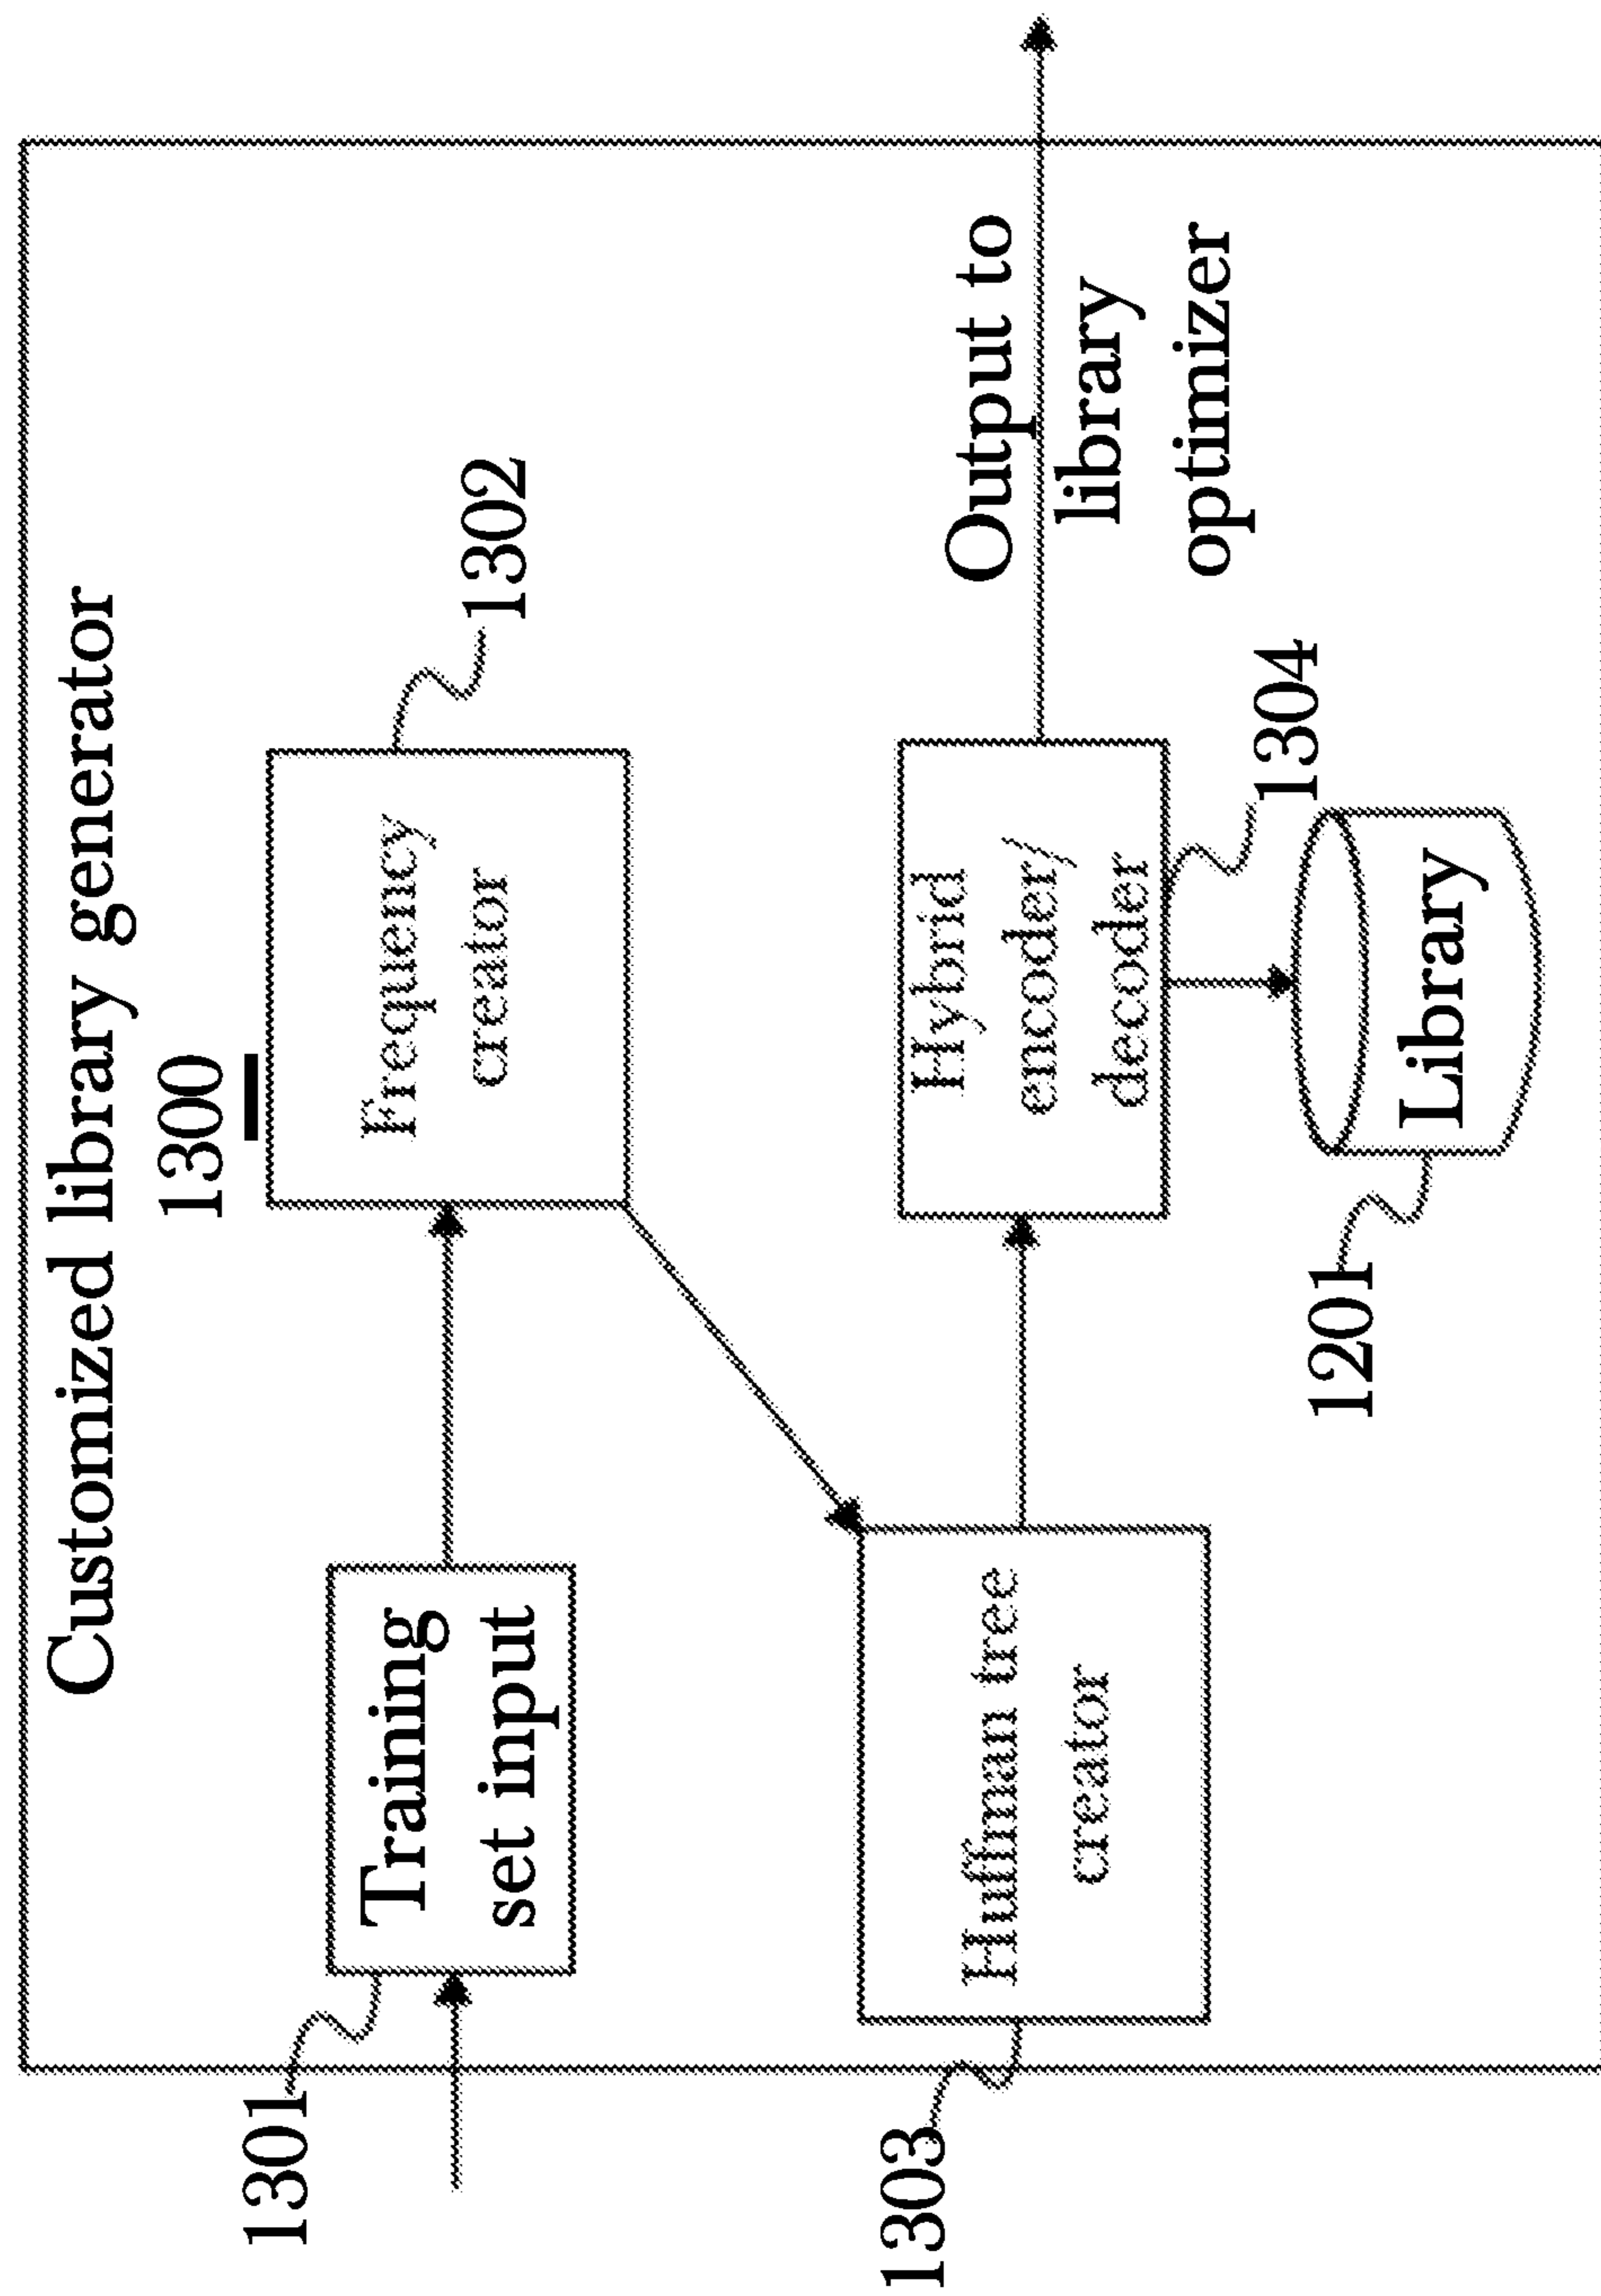 Customized library generator
1300
1301
Training
set input
Frequency
creator
1302
1303
Huffman tree
creator
Hybrid
encoder/
decoder
1304
Output to
library
optimizer
1201
Library